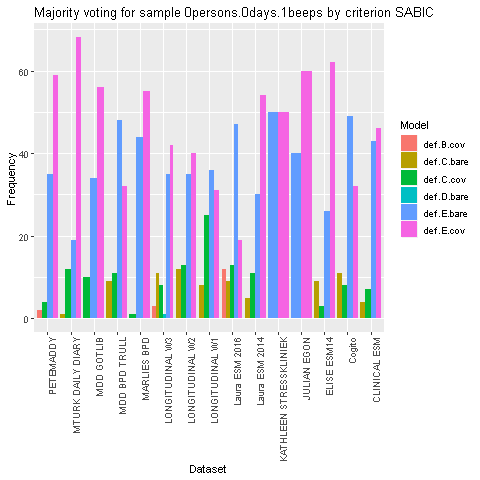 Majority voting for sample 0persons.0days.1beeps by criterion SABIC
Frequency
60
40
20
0
PETEMADDY
MTURK DAILY DIARY
MDD GOTLIB
MDD BPD TRULL
MARLIES BPD
LONGITUDINAL W3
LONGITUDINAL W2
LONGITUDINAL W1
Laura ESM 2016
Laura ESM 2014
KATHLEEN STRESSKLINIEK
JULIAN EGON
ELISE ESM14
Cogito
CLINICAL ESM
Dataset
Model
def.B.cov
def.C.bare
def.C.cov
def.D.bare
def.E.bare
def.E.cov